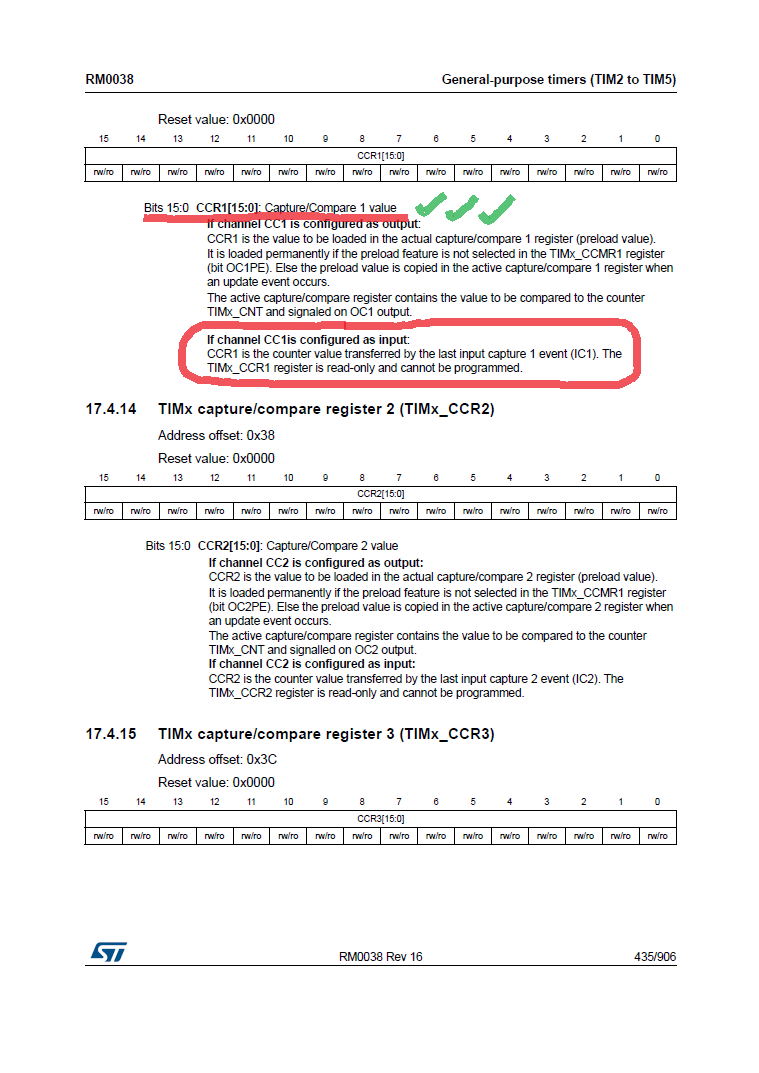 RM0038 General-purpose timers (TIM2 to TIM5)
Reset value: 0x0000
15 14 13 12 11 10 9 8 7 6 5 4 3 2 1 0
CCR1[15:0]
rw/ro rw/ro rw/ro rw/ro rw/ro rw/ro rw/ro rw/ro rw/ro rw/ro rw/ro rw/ro rw/ro rw/ro rw/ro rw/ro
Bits 15:0 CCR1[15:0]: Capture/Compare 1 value
If channel CC1 is configured as output:
CCR1 is the value to be loaded in the actual capture/compare 1 register (preload value).
It is loaded permanently if the preload feature is not selected in the TIMx_CCMR1 register
(bit OC1PE). Else the preload value is copied in the active capture/compare 1 register when
an update event occurs.
The active capture/compare register contains the value to be compared to the counter
TIMx_CNT and signaled on OC1 output.
If channel CC1is configured as input:
CCR1 is the counter value transferred by the last input capture 1 event (IC1). The
TIMx_CCR1 register is read-only and cannot be programmed.
17.4.14 TIMx capture/compare register 2 (TIMx_CCR2)
Address offset: 0x38
Reset value: 0x0000
15 14 13 12 11 10 9 8 7 6 5 4 3 2 1 0
CCR2[15:0]
rw/ro rw/ro rw/ro rw/ro rw/ro rw/ro rw/ro rw/ro rw/ro rw/ro rw/ro rw/ro rw/ro rw/ro rw/ro rw/ro
Bits 15:0 CCR2[15:0]: Capture/Compare 2 value
If channel CC2 is configured as output:
CCR2 is the value to be loaded in the actual capture/compare 2 register (preload value).
It is loaded permanently if the preload feature is not selected in the TIMx_CCMR1 register
(bit OC2PE). Else the preload value is copied in the active capture/compare 2 register when
an update event occurs.
The active capture/compare register contains the value to be compared to the counter
TIMx_CNT and signalled on OC2 output.
If channel CC2 is configured as input:
CCR2 is the counter value transferred by the last input capture 2 event (IC2). The
TIMx_CCR2 register is read-only and cannot be programmed.
17.4.15 TIMx capture/compare register 3 (TIMx_CCR3)
Address offset: 0x3C
Reset value: 0x0000
15 14 13 12 11 10 9 8 7 6 5 4 3 2 1 0
CCR3[15:0]
rw/ro rw/ro rw/ro rw/ro rw/ro rw/ro rw/ro rw/ro rw/ro rw/ro rw/ro rw/ro rw/ro rw/ro rw/ro rw/ro
ST RM0038 Rev 16 435/906